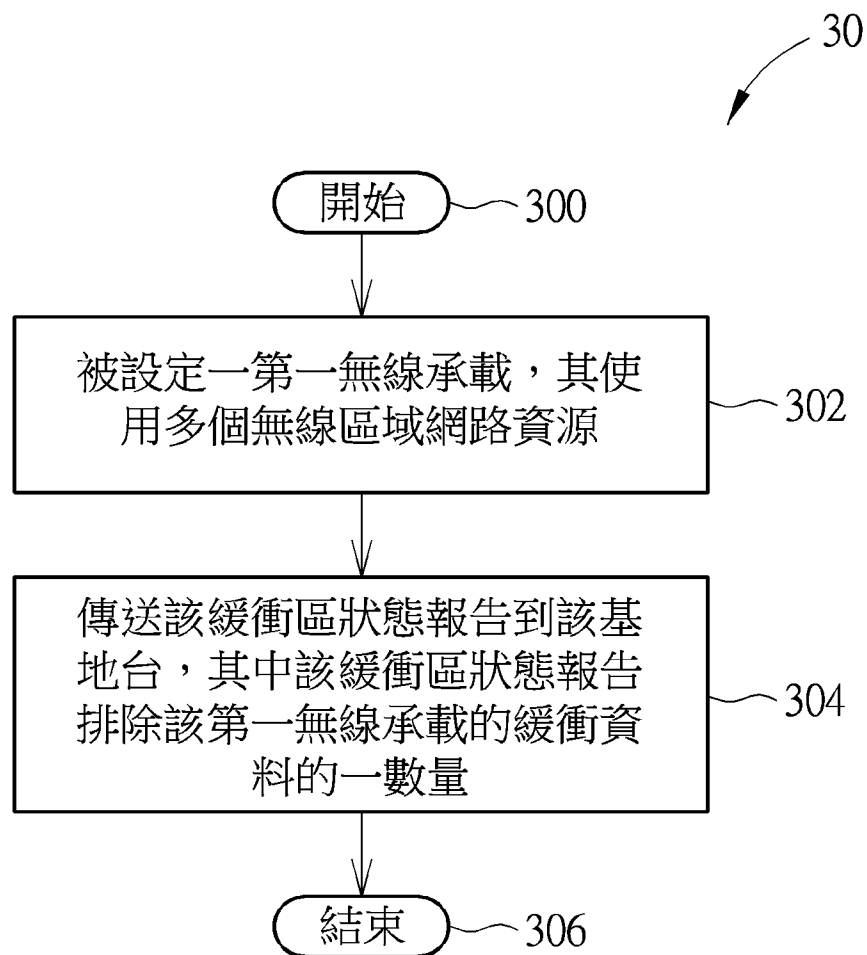 30
開始
300
被設定一第一無線承載，其使
用多個無線區域網路資源
302
傳送該緩衝區狀態報告到該基
地台，其中該緩衝區狀態報告
排除該第一無線承載的緩衝資
料的一數量
304
結束
306